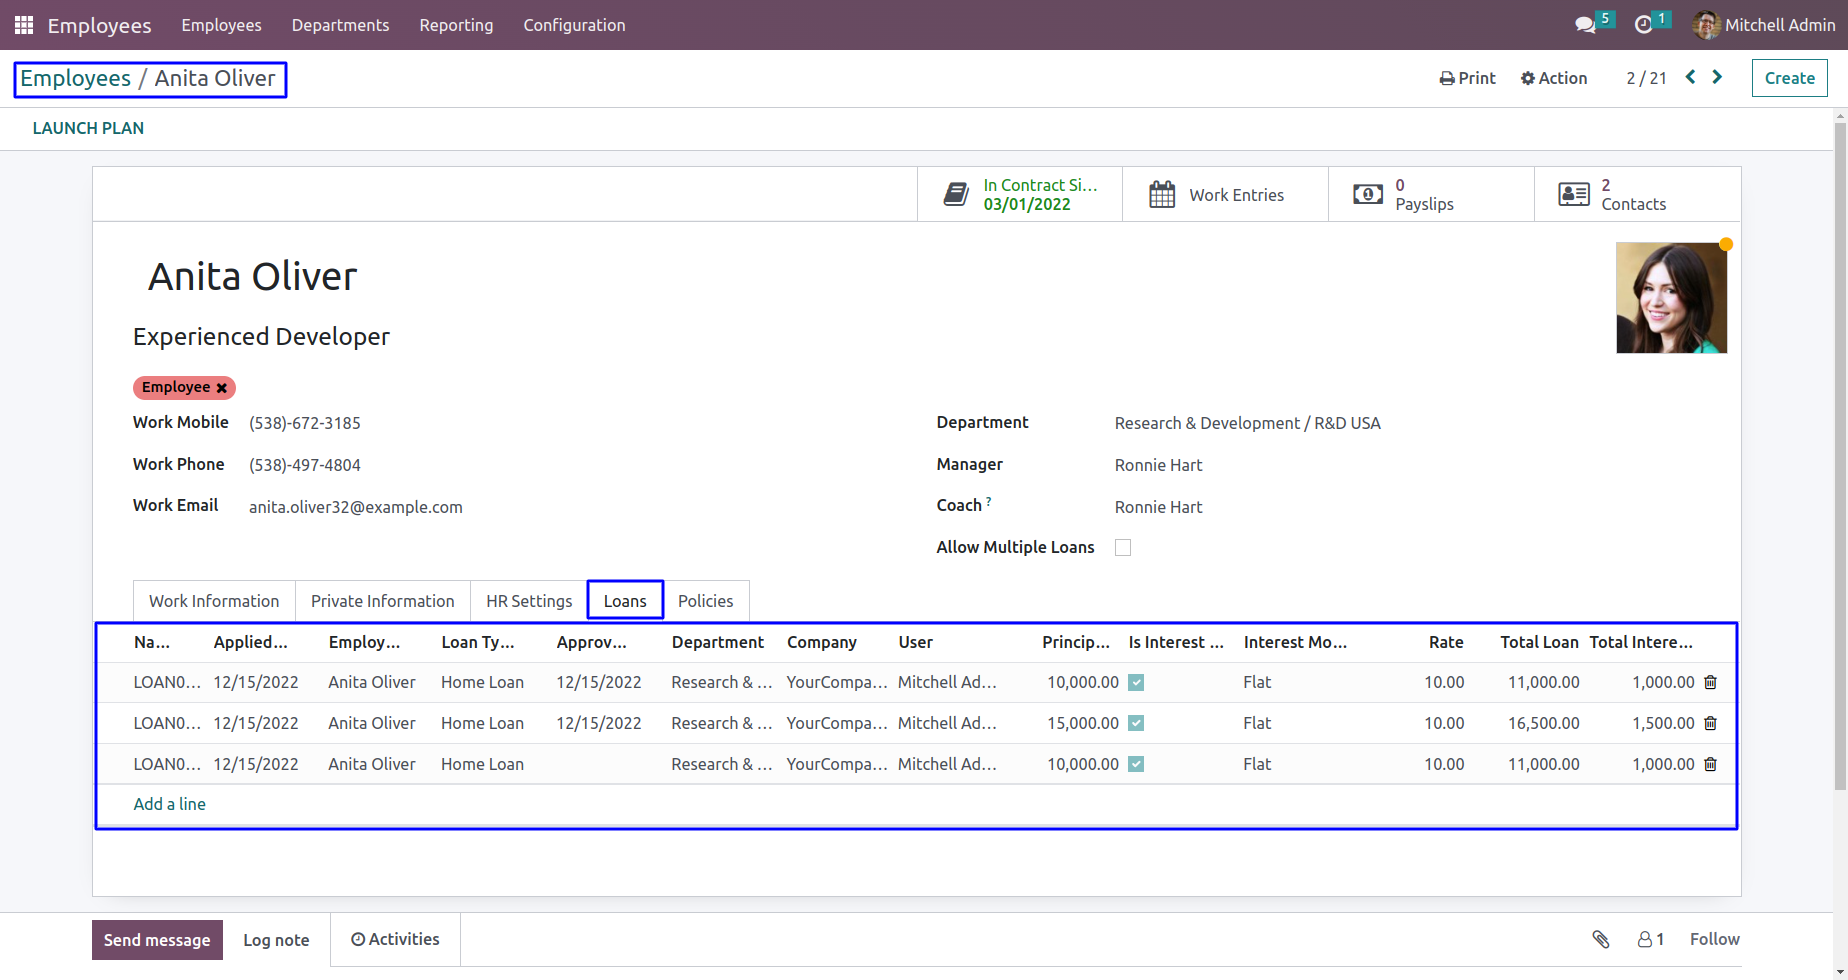 Employees Employees Departments Reporting Configuration 5 1 Mitchell Admin
Employees / Anita Oliver Print Action 2 / 21 Create
LAUNCH PLAN
In Contract Si... 03/01/2022 Work Entries 0 Payslips 2 Contacts
Anita Oliver
Experienced Developer
Employee ✖
Work Mobile (538)-672-3185 Department Research & Development / R&D USA
Work Phone (538)-497-4804 Manager Ronnie Hart
Work Email anita.oliver32@example.com Coach ? Ronnie Hart
Allow Multiple Loans
Work Information Private Information HR Settings Loans Policies
Na... Applied... Employ... Loan Ty... Approv... Department Company User Princip... Is Interest ... Interest Mo... Rate Total Loan Total Intere...
LOAN0... 12/15/2022 Anita Oliver Home Loan 12/15/2022 Research & ... YourCompa... Mitchell Ad... 10,000.00 Flat 10.00 11,000.00 1,000.00
LOAN0... 12/15/2022 Anita Oliver Home Loan 12/15/2022 Research & ... YourCompa... Mitchell Ad... 15,000.00 Flat 10.00 16,500.00 1,500.00
LOAN0... 12/15/2022 Anita Oliver Home Loan Research & ... YourCompa... Mitchell Ad... 10,000.00 Flat 10.00 11,000.00 1,000.00
Add a line
Send message Log note Activities 1 Follow